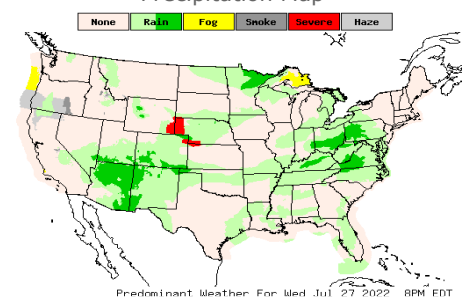 Precipitation Map
None Rain Fog Smoke Severe Haze
Predominant Weather For Wed Jul 27 2022 8PM EDT